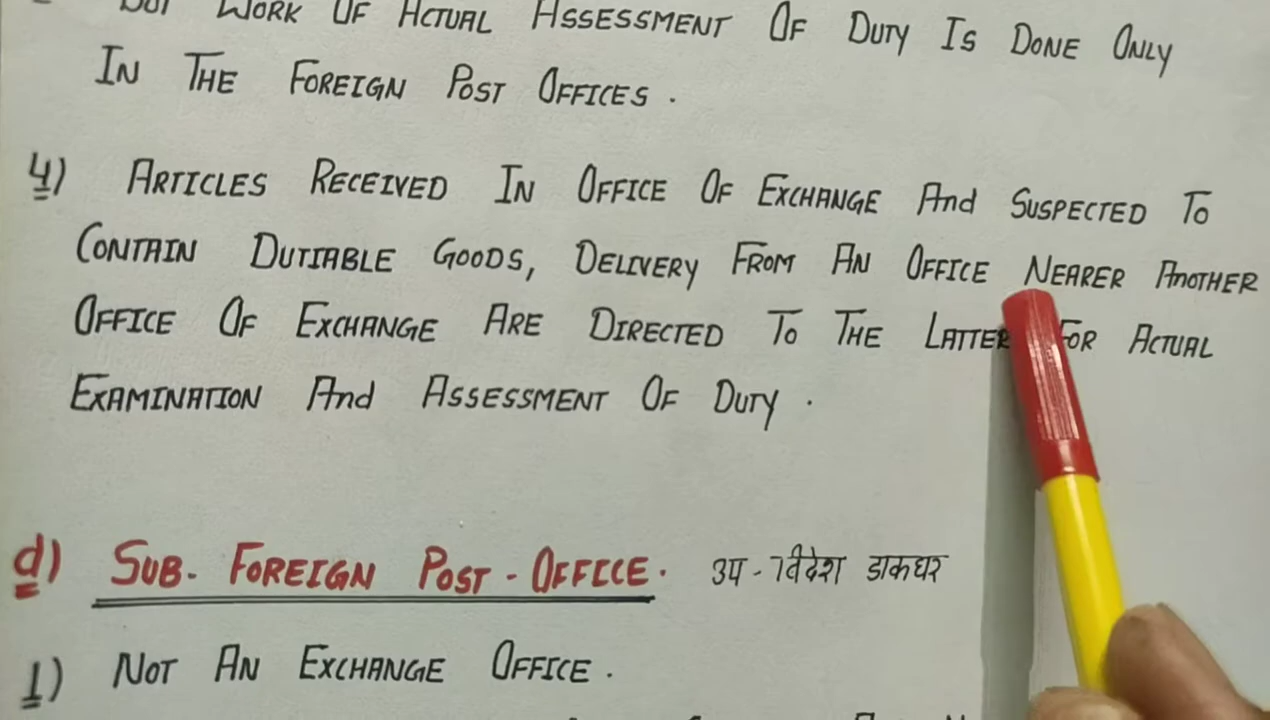 But Work Of Actual Assessment Of Duty Is Done Only
In The Foreign Post Offices.
4) Articles Received In Office Of Exchange And Suspected To
Contain Dutiable Goods, Delivery From An Office Nearer Another
Office Of Exchange Are Directed To The Latter For Actual
Examination And Assessment Of Duty.
d) Sub-Foreign Post-Office. उप-विदेश डाकघर
1) Not An Exchange Office.